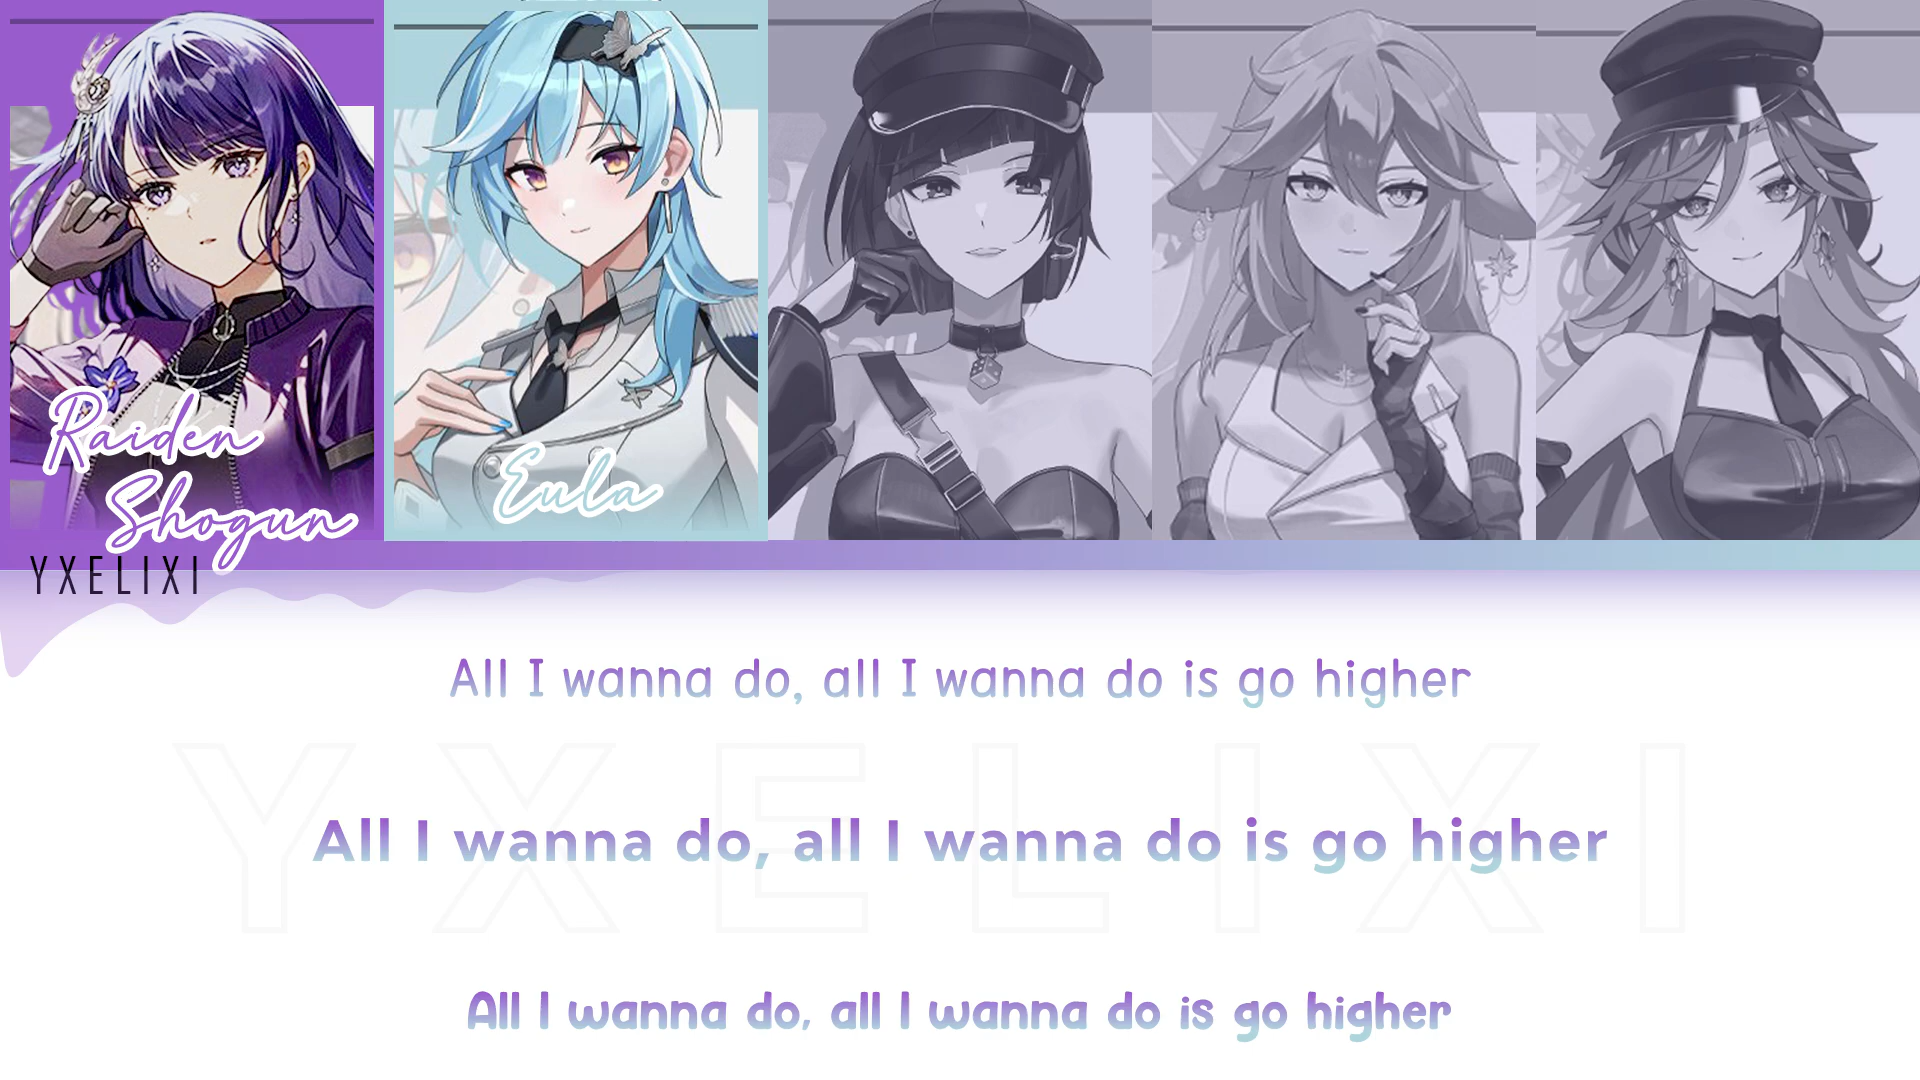 Raiden
Shogun
Eula
YXELIXI
All I wanna do, all I wanna do is go higher
YXELIXI
All I wanna do, all I wanna do is go higher
All I wanna do, all I wanna do is go higher